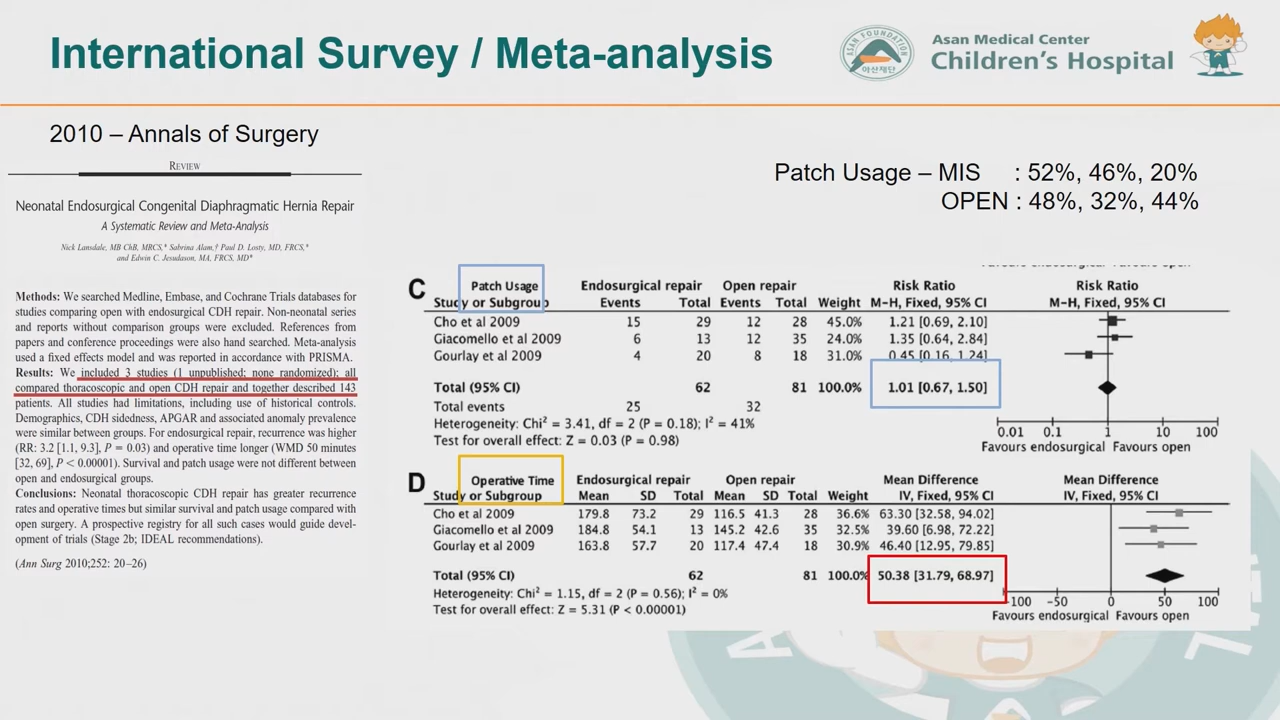 International Survey / Meta-analysis
ASAN FOUNDATION
아산재단
Asan Medical Center
Children's Hospital
2010 – Annals of Surgery
REVIEW
Neonatal Endosurgical Congenital Diaphragmatic Hernia Repair
A Systematic Review and Meta-Analysis
Nick Lansdale, MB ChB, MRCS,* Sabrina Alam,† Paul D. Losty, MD, FRCS,*
and Edwin C. Jesudason, MA, FRCS, MD*
Methods: We searched Medline, Embase, and Cochrane Trials databases for
studies comparing open with endosurgical CDH repair. Non-neonatal series
and reports without comparison groups were excluded. References from
papers and conference proceedings were also hand searched. Meta-analysis
used a fixed effects model and was reported in accordance with PRISMA.
Results: We included 3 studies (1 unpublished; none randomized); all
compared thoracoscopic and open CDH repair and together described 143
patients. All studies had limitations, including use of historical controls.
Demographics, CDH sidedness, APGAR and associated anomaly prevalence
were similar between groups. For endosurgical repair, recurrence was higher
(RR: 3.2 [1.1, 9.3], P = 0.03) and operative time longer (WMD 50 minutes
[32, 69], P < 0.00001). Survival and patch usage were not different between
open and endosurgical groups.
Conclusions: Neonatal thoracoscopic CDH repair has greater recurrence
rates and operative times but similar survival and patch usage compared with
open surgery. A prospective registry for all such cases would guide devel-
opment of trials (Stage 2b; IDEAL recommendations).
(Ann Surg 2010;252: 20–26)
Patch Usage – MIS : 52%, 46%, 20%
OPEN : 48%, 32%, 44%
C Patch Usage Endosurgical repair Open repair Risk Ratio Risk Ratio
Study or Subgroup Events Total Events Total Weight M-H, Fixed, 95% CI M-H, Fixed, 95% CI
Cho et al 2009 15 29 12 28 45.0% 1.21 [0.69, 2.10]
Giacomello et al 2009 6 13 12 35 24.0% 1.35 [0.64, 2.84]
Gourlay et al 2009 4 20 8 18 31.0% 0.45 [0.16, 1.24]
Total (95% CI) 62 81 100.0% 1.01 [0.67, 1.50]
Total events 25 32
Heterogeneity: Chi² = 3.41, df = 2 (P = 0.18); I² = 41%
Test for overall effect: Z = 0.03 (P = 0.98)
0.01 0.1 1 10 100
Favours endosurgical Favours open
D Operative Time Endosurgical repair Open repair Mean Difference Mean Difference
Study or Subgroup Mean SD Total Mean SD Total Weight IV, Fixed, 95% CI IV, Fixed, 95% CI
Cho et al 2009 179.8 73.2 29 116.5 41.3 28 36.6% 63.30 [32.58, 94.02]
Giacomello et al 2009 184.8 54.1 13 145.2 42.6 35 32.5% 39.60 [6.98, 72.22]
Gourlay et al 2009 163.8 57.7 20 117.4 47.4 18 30.9% 46.40 [12.95, 79.85]
Total (95% CI) 62 81 100.0% 50.38 [31.79, 68.97]
Heterogeneity: Chi² = 1.15, df = 2 (P = 0.56); I² = 0%
Test for overall effect: Z = 5.31 (P < 0.00001)
-100 -50 0 50 100
Favours endosurgical Favours open